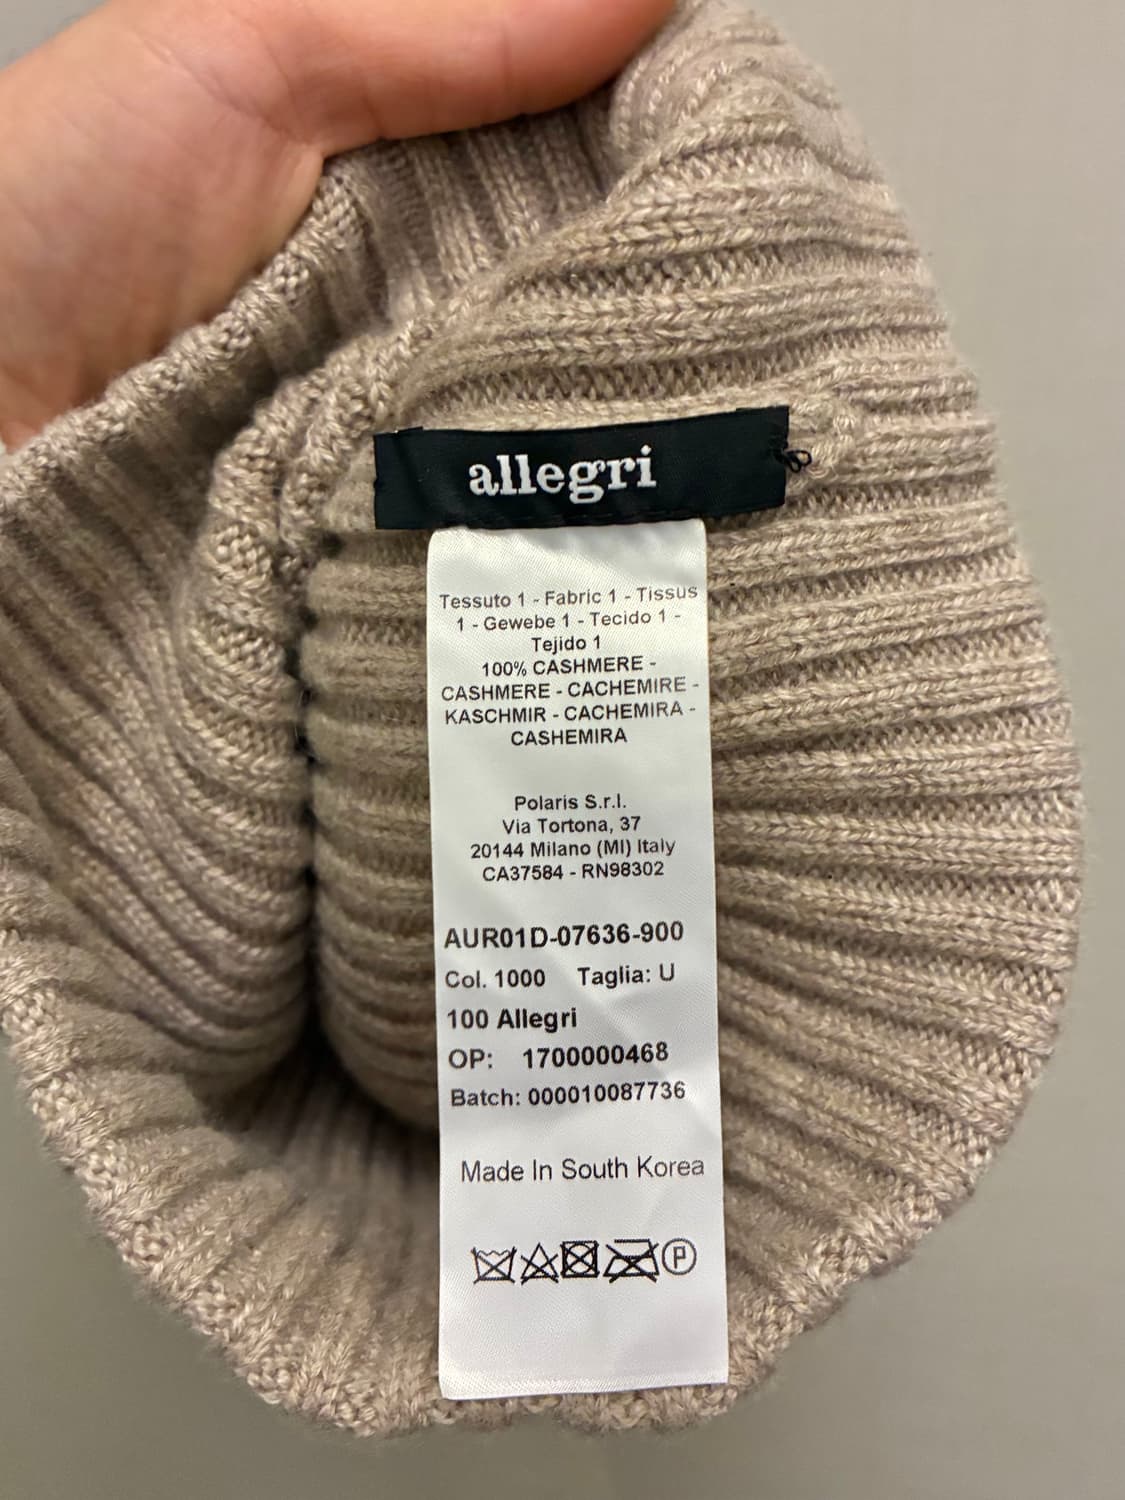 allegri
Tessuto 1 - Fabric 1 - Tissus
1 - Gewebe 1 - Tecido 1 -
Tejido 1
100% CASHMERE -
CASHMERE - CACHEMIRE -
KASCHMIR - CACHEMIRA -
CASHEMIRA
Polaris S.r.l.
Via Tortona, 37
20144 Milano (MI) Italy
CA37584 - RN98302
AUR01D-07636-900
Col. 1000 Taglia: U
100 Allegri
OP: 1700000468
Batch: 000010087736
Made In South Korea
P